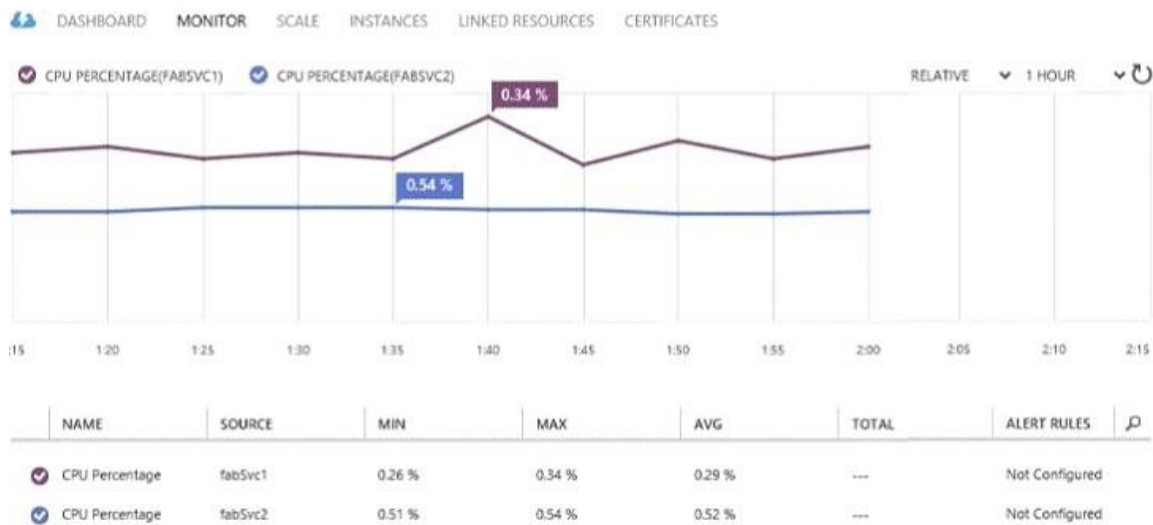 DASHBOARD MONITOR SCALE INSTANCES LINKED RESOURCES CERTIFICATES
CPU PERCENTAGE(FABSVC1) CPU PERCENTAGE(FABSVC2) RELATIVE 1 HOUR
0.34 %
0.54 %
:15 1:20 1:25 1:30 1:35 1:40 1:45 1:50 1:55 2:00 2:05 2:10 2:15
NAME SOURCE MIN MAX AVG TOTAL ALERT RULES
CPU Percentage fabSvc1 0.26 % 0.34 % 0.29 % --- Not Configured
CPU Percentage fabSvc2 0.51 % 0.54 % 0.52 % --- Not Configured